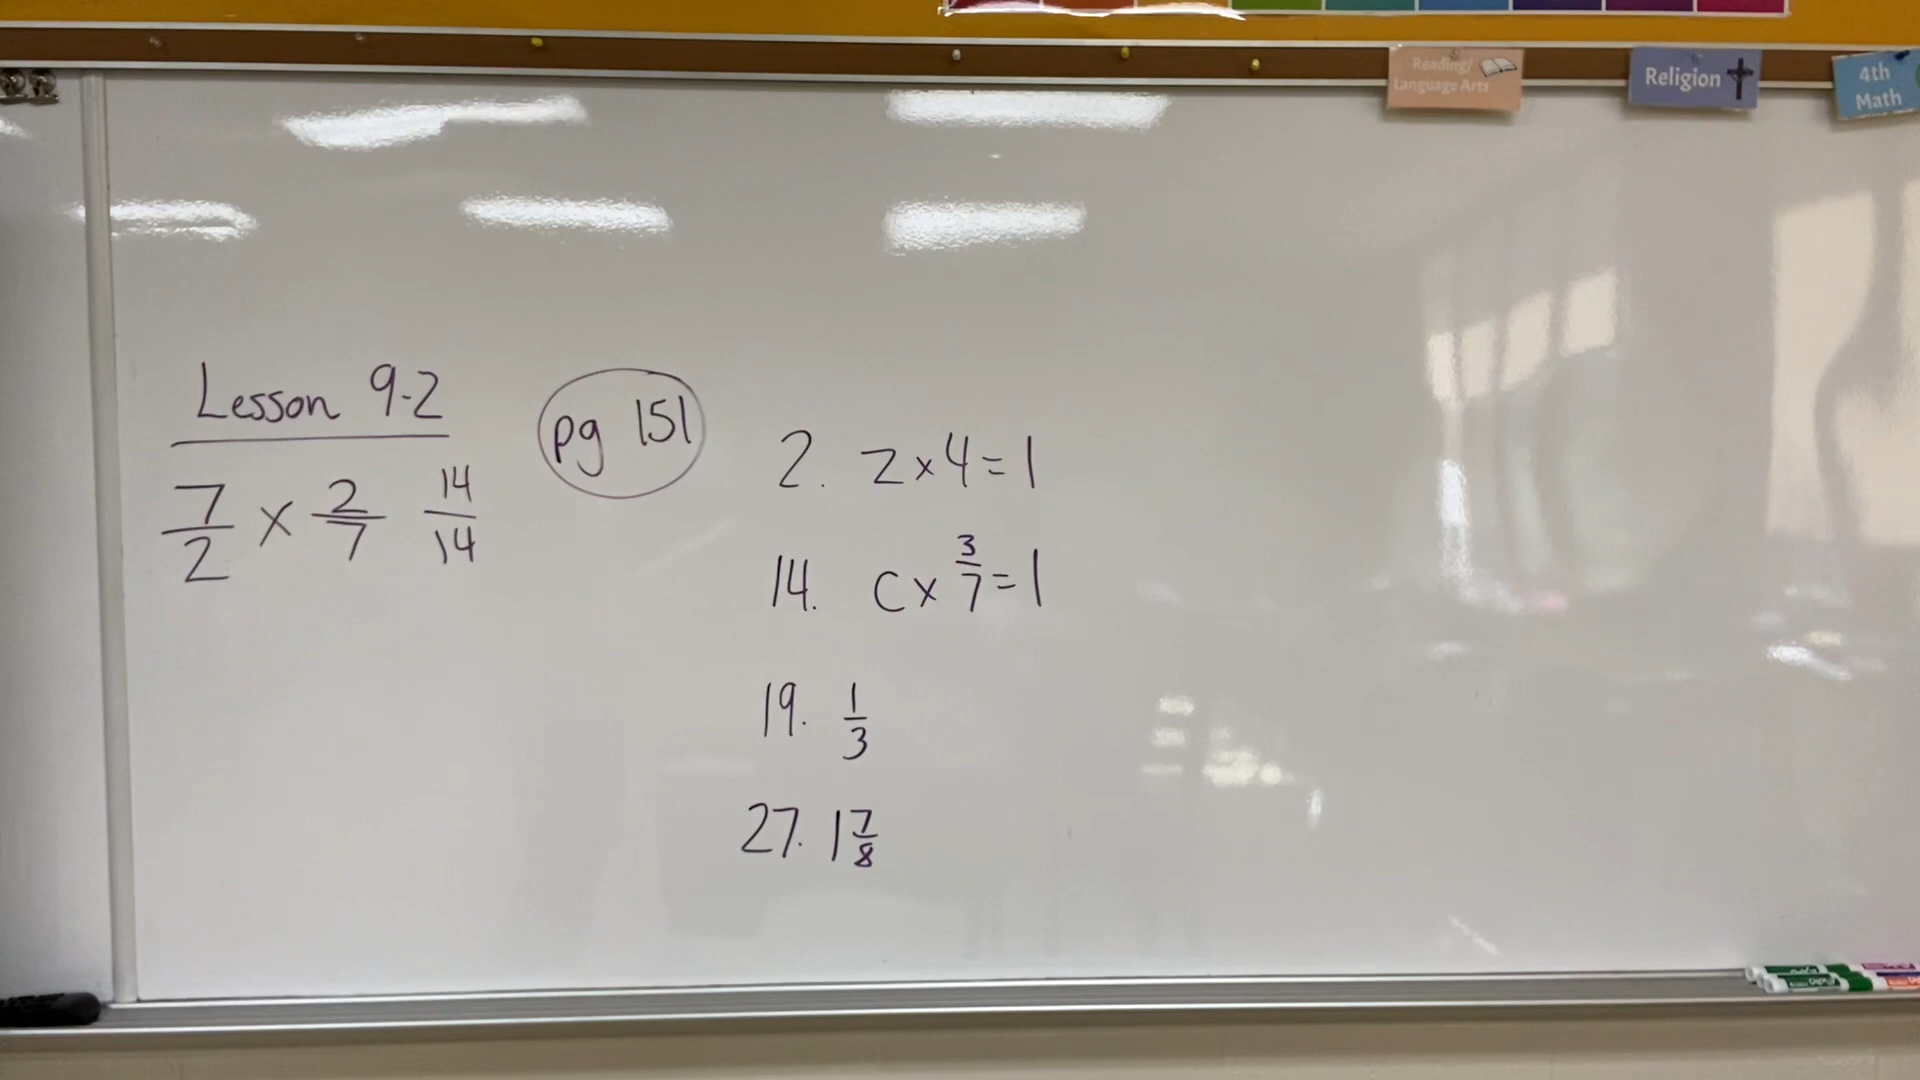 Reading/
Language Arts
Religion
4th
Math
Lesson 9-2
7/2 x 2/7 14/14
pg 151
2. z x 4 = 1
14. c x 3/7 = 1
19. 1/3
27. 1 7/8